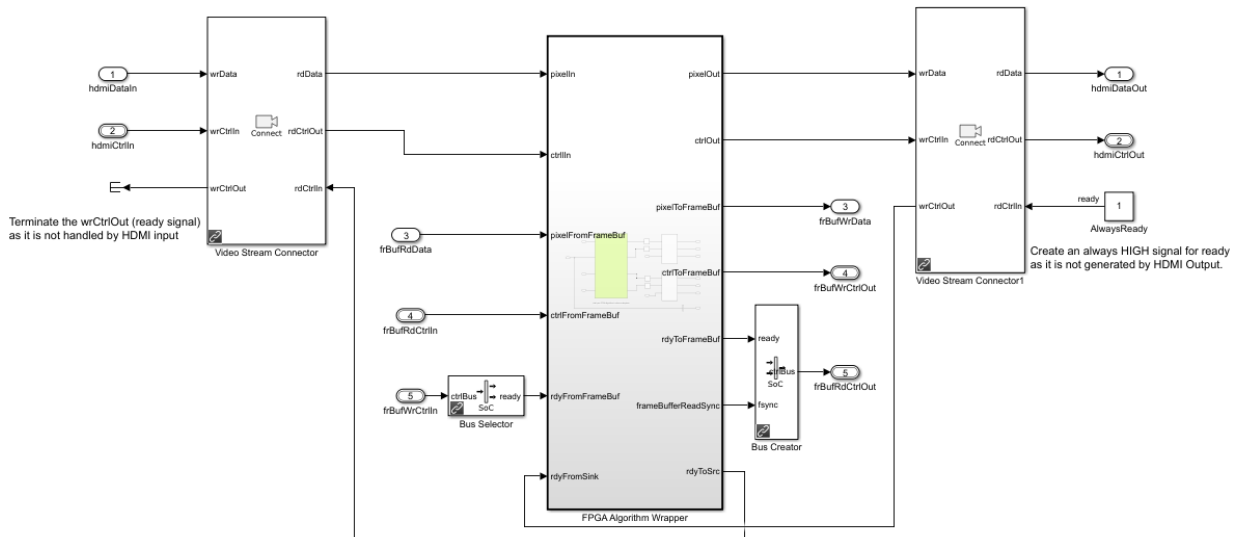 1
hdmiDataIn
2
hdmiCtrlIn
Terminate the wrCtrlOut (ready signal)
as it is not handled by HDMI input
wrData
rdData
wrCtrlIn
Connect
rdCtrlOut
wrCtrlOut
rdCtrlIn
Video Stream Connector
3
frBufRdData
4
frBufRdCtrlIn
5
frBufWrCtrlIn
ctrlBus
ready
SoC
Bus Selector
pixelIn
ctrlIIn
pixelFromFrameBuf
ctrlFromFrameBuf
rdyFromFrameBuf
rdyFromSink
pixelOut
ctrlOut
pixelToFrameBuf
ctrlToFrameBuf
rdyToFrameBuf
frameBufferReadSync
rdyToSrc
FPGA Algorithm Wrapper
3
frBufWrData
4
frBufWrCtrlOut
ready
ctrlBus
SoC
fsync
Bus Creator
5
frBufRdCtrlOut
wrData
rdData
wrCtrlIn
Connect
rdCtrlOut
wrCtrlOut
rdCtrlIn
Video Stream Connector1
1
hdmiDataOut
2
hdmiCtrlOut
ready
1
AlwaysReady
Create an always HIGH signal for ready
as it is not generated by HDMI Output.